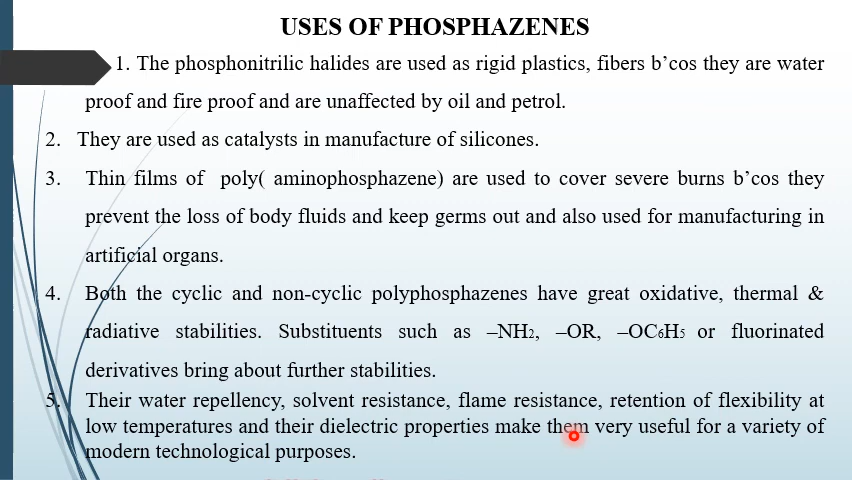 USES OF PHOSPHAZENES
1. The phosphonitrilic halides are used as rigid plastics, fibers b’cos they are water
proof and fire proof and are unaffected by oil and petrol.
2. They are used as catalysts in manufacture of silicones.
3. Thin films of poly( aminophosphazene) are used to cover severe burns b’cos they
prevent the loss of body fluids and keep germs out and also used for manufacturing in
artificial organs.
4. Both the cyclic and non-cyclic polyphosphazenes have great oxidative, thermal &
radiative stabilities. Substituents such as –NH2, –OR, –OC6H5 or fluorinated
derivatives bring about further stabilities.
5. Their water repellency, solvent resistance, flame resistance, retention of flexibility at
low temperatures and their dielectric properties make them very useful for a variety of
modern technological purposes.